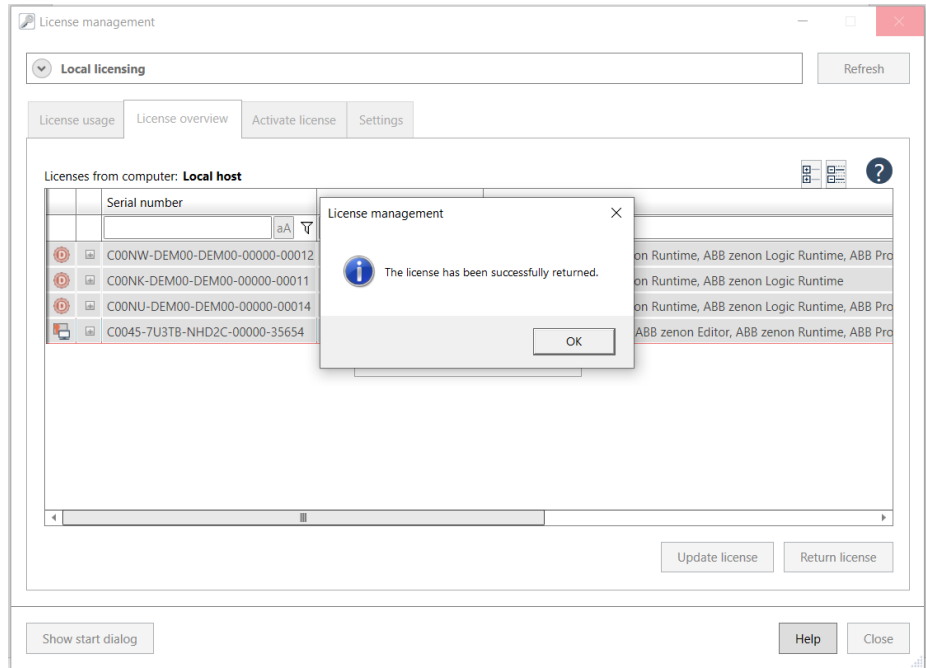 License management
Local licensing
Refresh
License usage
License overview
Activate license
Settings
Licenses from computer: Local host
?
Serial number
aA
C00NW-DEM00-DEM00-00000-00012
on Runtime, ABB zenon Logic Runtime, ABB Pro
C00NK-DEM00-DEM00-00000-00011
on Runtime, ABB zenon Logic Runtime
C00NU-DEM00-DEM00-00000-00014
on Runtime, ABB zenon Logic Runtime, ABB Pro
C0045-7U3TB-NHD2C-00000-35654
ABB zenon Editor, ABB zenon Runtime, ABB Pro
License management
The license has been successfully returned.
OK
Update license
Return license
Show start dialog
Help
Close